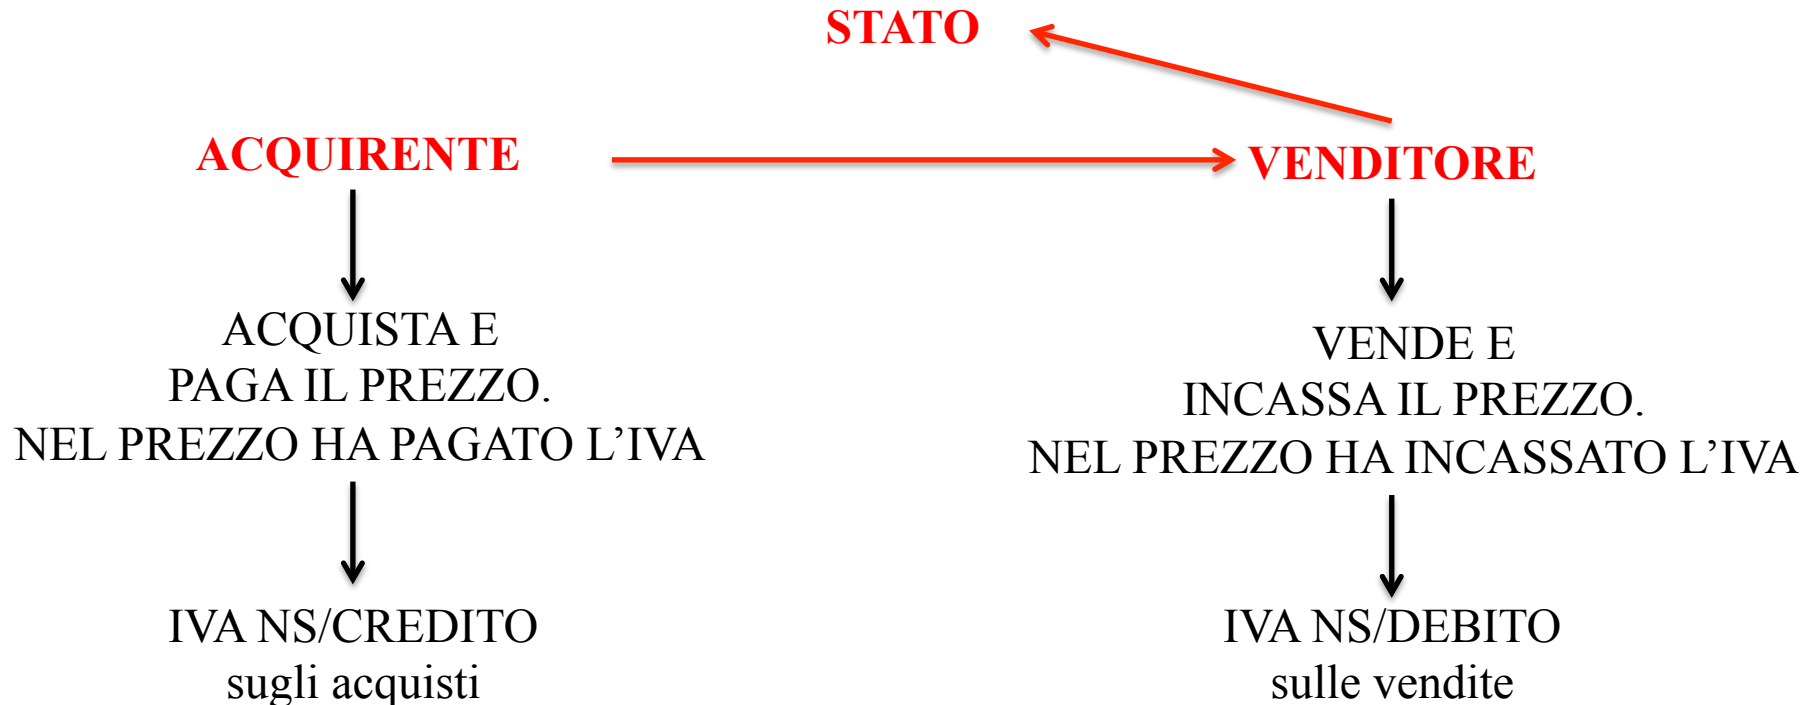 STATO
ACQUIRENTE
VENDITORE
ACQUISTA E
PAGA IL PREZZO.
NEL PREZZO HA PAGATO L’IVA
VENDE E
INCASSA IL PREZZO.
NEL PREZZO HA INCASSATO L’IVA
IVA NS/CREDITO
sugli acquisti
IVA NS/DEBITO
sulle vendite